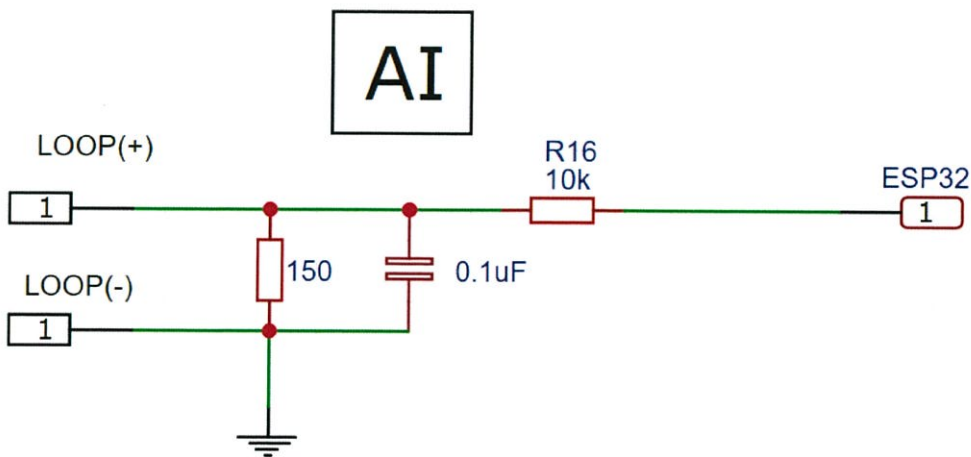 AI
LOOP(+)
R16
10k
ESP32
1
1
150
0.1uF
LOOP(-)
1